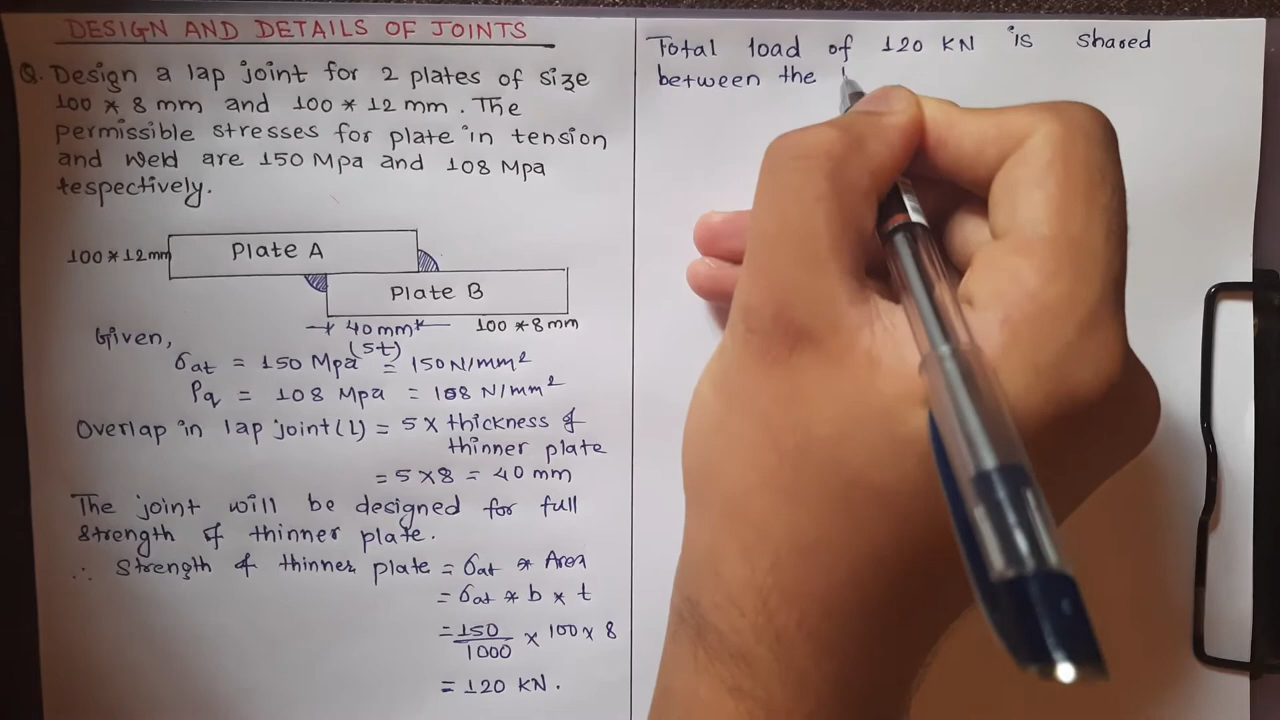 DESIGN AND DETAILS OF JOINTS
Q. Design a lap joint for 2 plates of size
100 * 8 mm and 100 * 12 mm. The
permissible stresses for plate in tension
and weld are 150 Mpa and 108 Mpa
respectively.
100 * 12 mm
Plate A
Plate B
40 mm
(5t)
100 * 8 mm
Given,
σat = 150 Mpa = 150 N/mm²
Pq = 108 Mpa = 108 N/mm²
Overlap in lap joint (L) = 5 x thickness of
thinner plate
= 5 x 8 = 40 mm
The joint will be designed for full
strength of thinner plate.
∴ Strength of thinner plate = σat * Area
= σat * b * t
= 150/1000 x 100 x 8
= 120 KN.
Total load of 120 KN is shared
between the